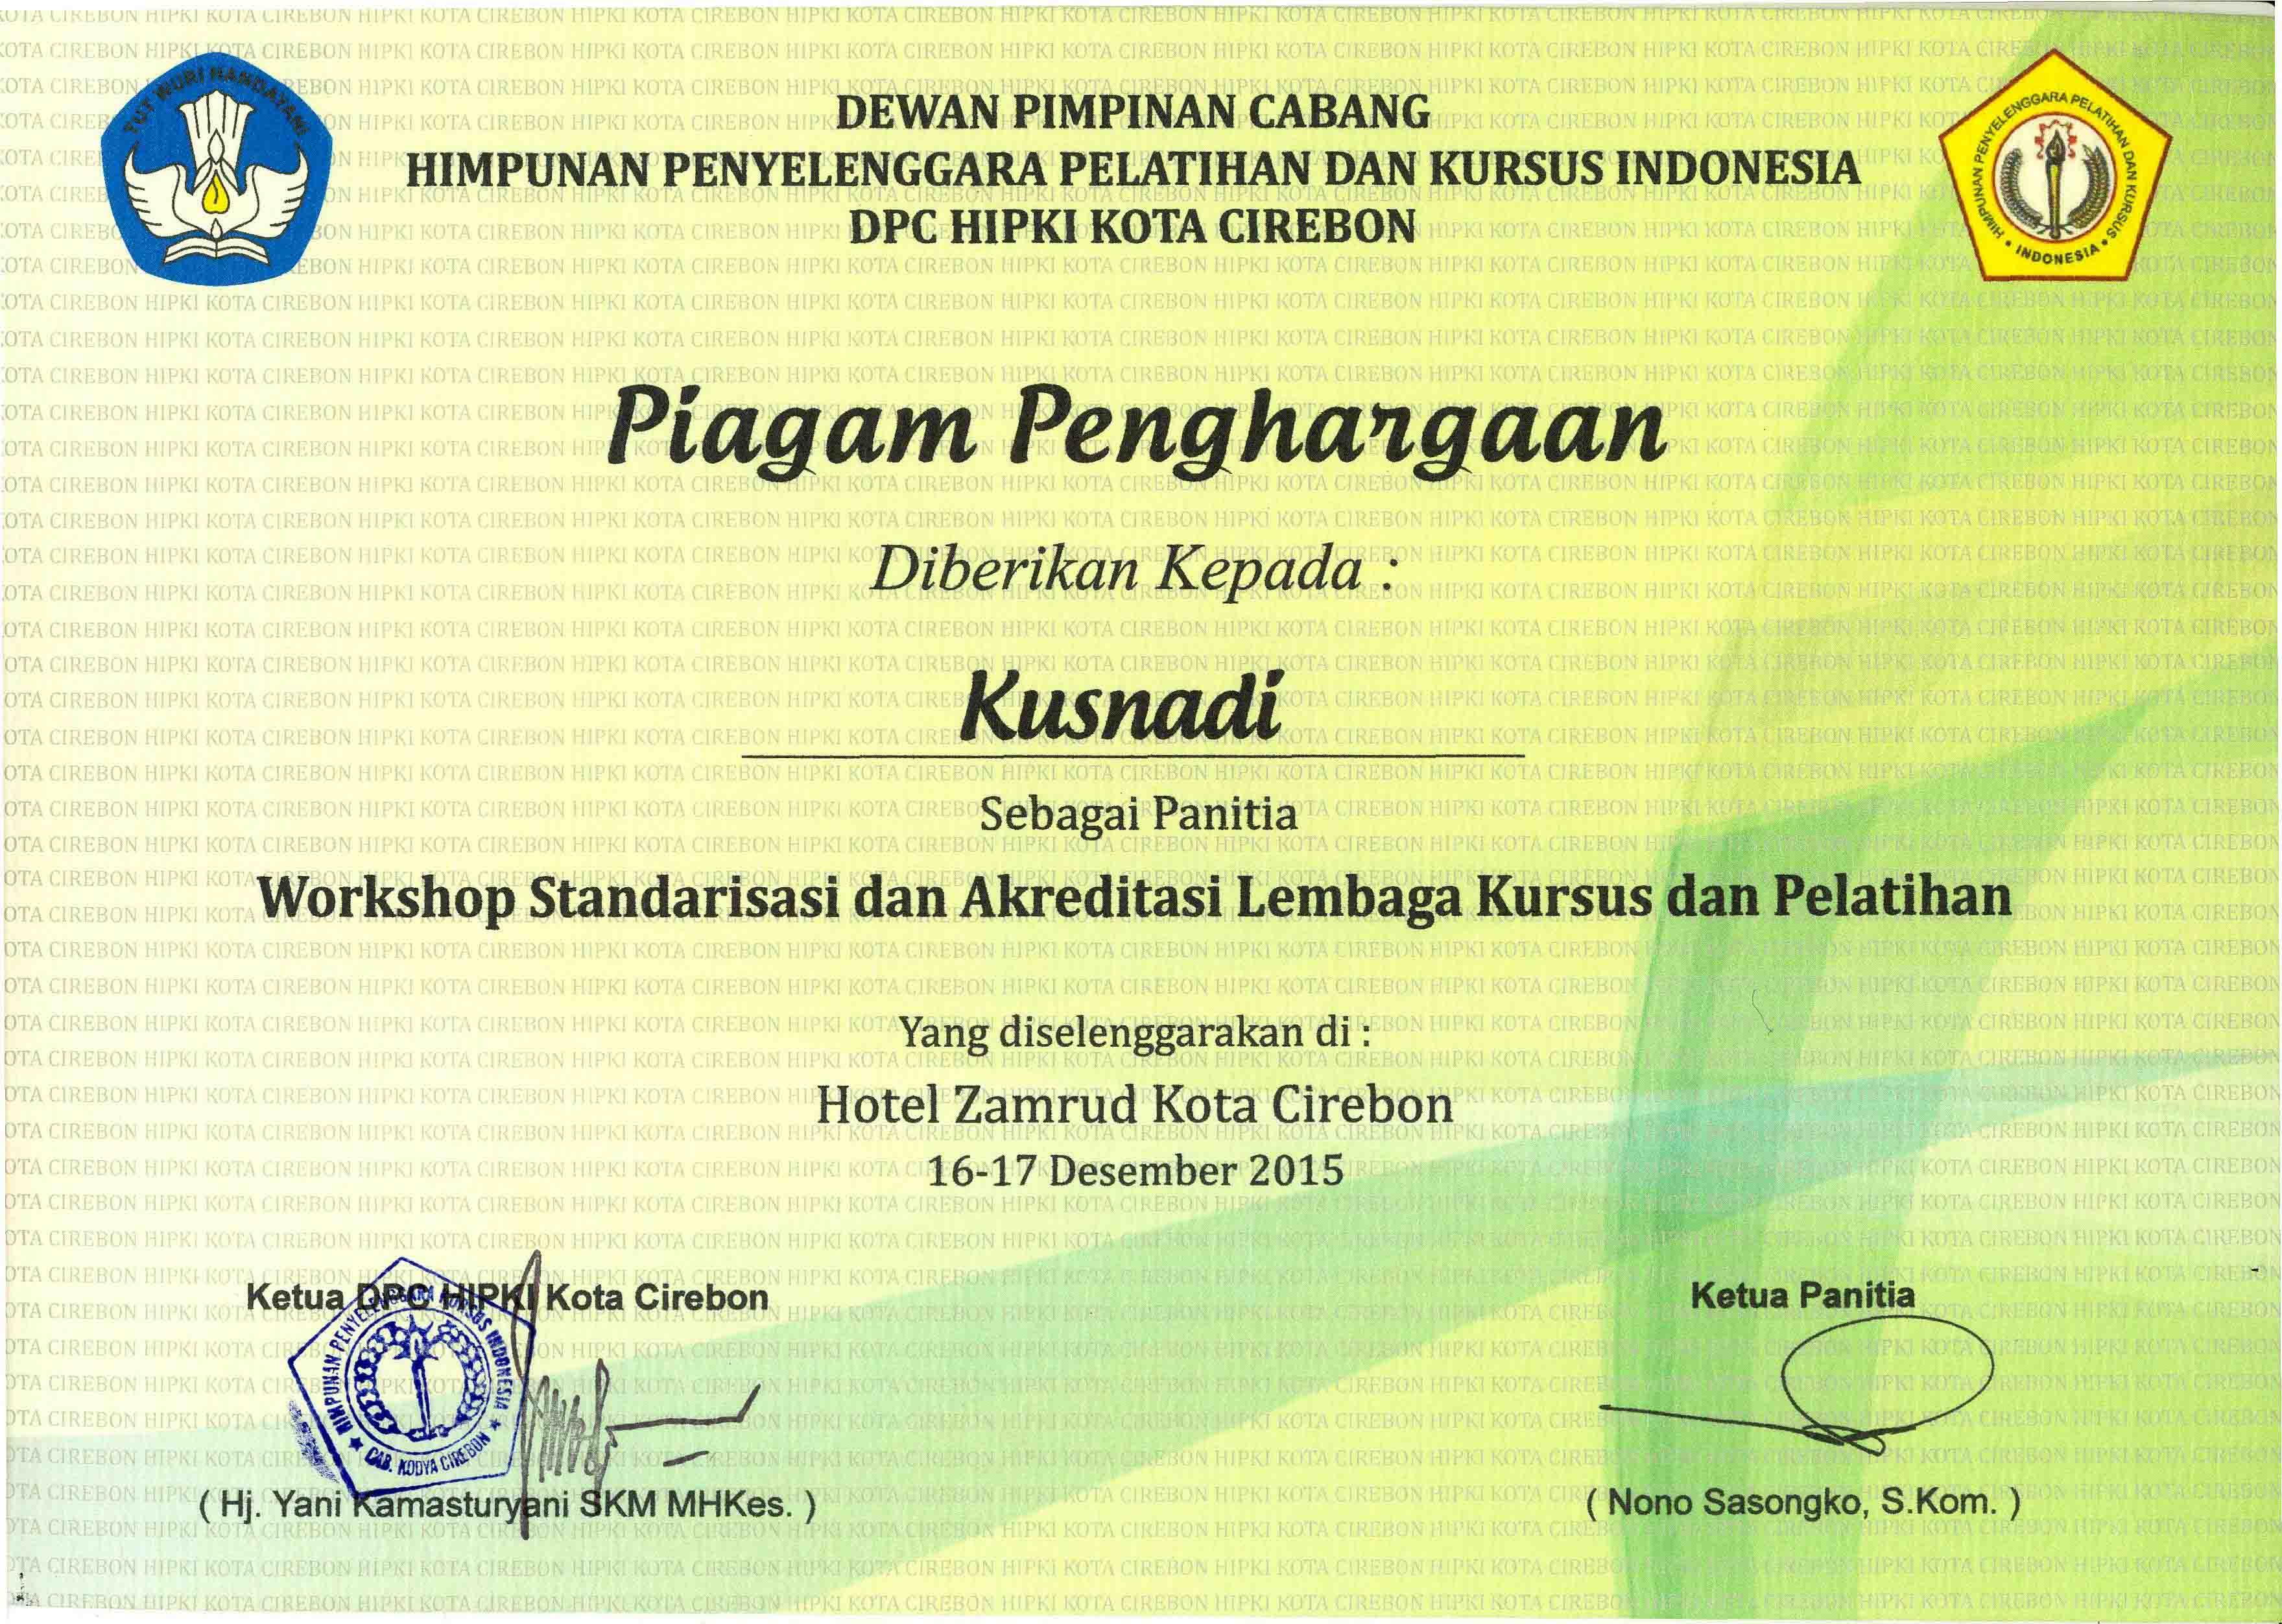 DEWAN PIMPINAN CABANG
HIMPUNAN PENYELENGGARA PELATIHAN DAN KURSUS INDONESIA
DPC HIPKI KOTA CIREBON
TUT WURI HANDAYANI
HIMPUNAN PENYELENGGARA PELATIHAN DAN KURSUS
• INDONESIA •
Piagam Penghargaan
Diberikan Kepada :
Kusnadi
Sebagai Panitia
Workshop Standarisasi dan Akreditasi Lembaga Kursus dan Pelatihan
Yang diselenggarakan di :
Hotel Zamrud Kota Cirebon
16-17 Desember 2015
Ketua DPC HIPKI Kota Cirebon
Ketua Panitia
HIMPUNAN PENYELENGGARA KURSUS INDONESIA
CAB. KODYA CIREBON
( Hj. Yani Kamasturyani SKM MHKes. )
( Nono Sasongko, S.Kom. )